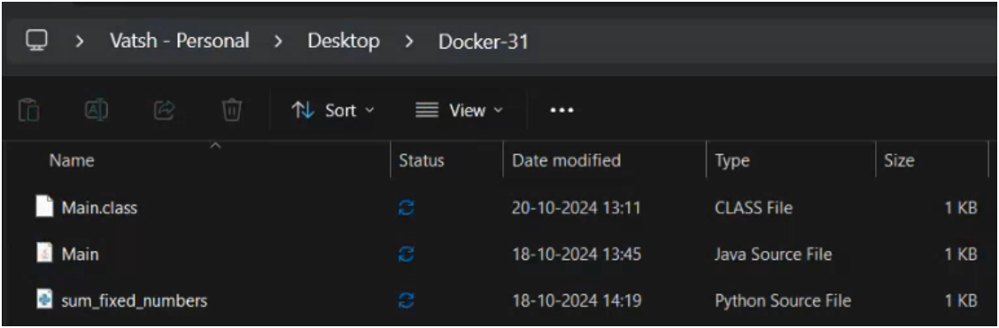 Vatsh - Personal > Desktop > Docker-31
Sort View
Name Status Date modified Type Size
Main.class 20-10-2024 13:11 CLASS File 1 KB
Main 18-10-2024 13:45 Java Source File 1 KB
sum_fixed_numbers 18-10-2024 14:19 Python Source File 1 KB